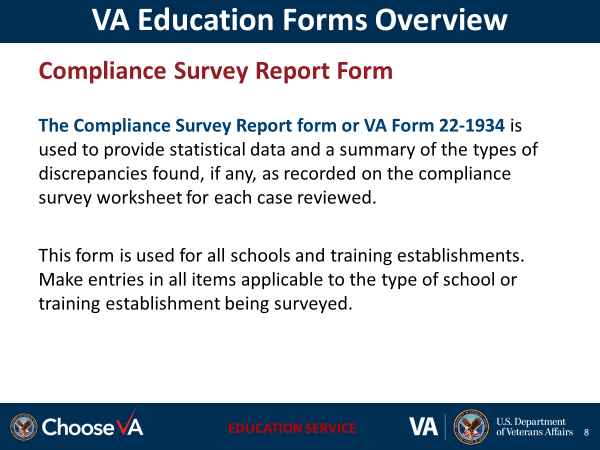 VA Education Forms Overview
Compliance Survey Report Form
The Compliance Survey Report form or VA Form 22-1934 is
used to provide statistical data and a summary of the types of
discrepancies found, if any, as recorded on the compliance
survey worksheet for each case reviewed.
This form is used for all schools and training establishments.
Make entries in all items applicable to the type of school or
training establishment being surveyed.
ChooseVA
EDUCATION SERVICE
VA
U.S. Department
of Veterans Affairs
8